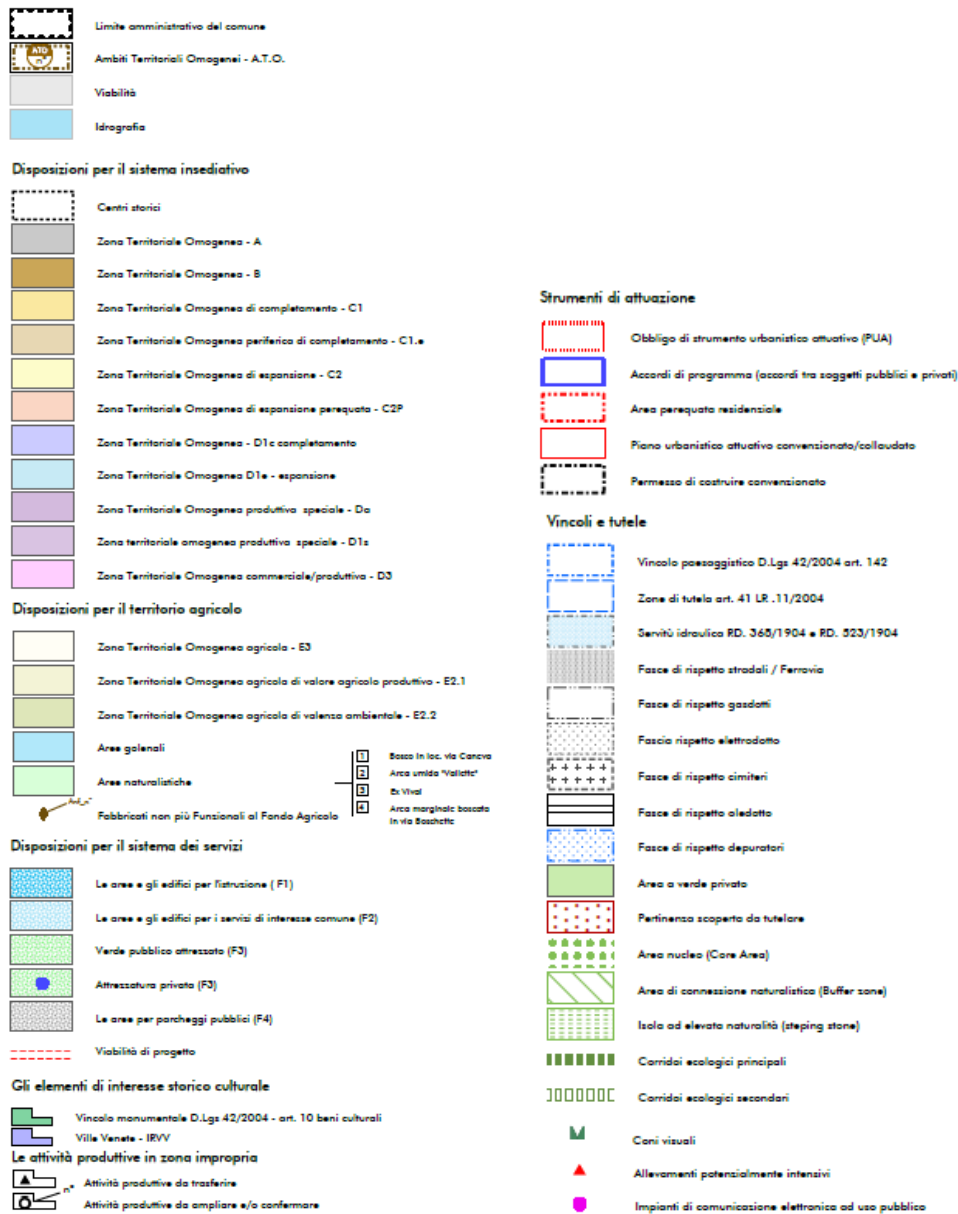 Limite amministrativo del comune
ATO
n°
Ambiti Territoriali Omogenei - A.T.O.
Viabilità
Idrografia
Disposizioni per il sistema insediativo
Centri storici
Zona Territoriale Omogenea - A
Zona Territoriale Omogenea - B
Zona Territoriale Omogenea di completamento - C1
Zona Territoriale Omogenea periferica di completamento - C1.e
Zona Territoriale Omogenea di espansione - C2
Zona Territoriale Omogenea di espansione perequata - C2P
Zona Territoriale Omogenea - D1c completamento
Zona Territoriale Omogenea D1e - espansione
Zona Territoriale Omogenea produttiva speciale - Da
Zona territoriale omogenea produttiva speciale - D1s
Zona Territoriale Omogenea commerciale/produttiva - D3
Disposizioni per il territorio agricolo
Zona Territoriale Omogenea agricola - E3
Zona Territoriale Omogenea agricola di valore agricolo produttivo - E2.1
Zona Territoriale Omogenea agricola di valenza ambientale - E2.2
Aree golenali
Aree naturalistiche
1 Bosco in loc. via Caneva
2 Area umida "Vallette"
3 Ex Vivai
4 Area marginale boscata
in via Boschette
Fabbricati non più Funzionali al Fondo Agricolo
Disposizioni per il sistema dei servizi
Le aree e gli edifici per l'istruzione ( F1)
Le aree e gli edifici per i servizi di interesse comune (F2)
Verde pubblico attrezzato (F3)
Attrezzatura privata (F3)
Le aree per parcheggi pubblici (F4)
Viabilità di progetto
Gli elementi di interesse storico culturale
Vincolo monumentale D.Lgs 42/2004 - art. 10 beni culturali
Ville Venete - IRVV
Le attività produttive in zona impropria
Attività produttive da trasferire
n°
Attività produttive da ampliare e/o confermare
Strumenti di attuazione
Obbligo di strumento urbanistico attuativo (PUA)
Accordi di programma (accordi tra soggetti pubblici e privati)
Area perequata residenziale
Piano urbanistico attuativo convenzionato/collaudato
Permesso di costruire convenzionato
Vincoli e tutele
Vincolo paesaggistico D.Lgs 42/2004 art. 142
Zone di tutela art. 41 LR .11/2004
Servitù idraulica RD. 368/1904 e RD. 523/1904
Fasce di rispetto stradali / Ferrovia
Fasce di rispetto gasdotti
Fascia rispetto elettrodotto
Fasce di rispetto cimiteri
Fasce di rispetto oledotto
Fasce di rispetto depuratori
Area a verde privato
Pertinenza scoperta da tutelare
Area nucleo (Core Area)
Area di connessione naturalistica (Buffer zone)
Isola ad elevata naturalità (steping stone)
Corridoi ecologici principali
Corridoi ecologici secondari
Coni visuali
Allevamenti potenzialmente intensivi
Impianti di comunicazione elettronica ad uso pubblico